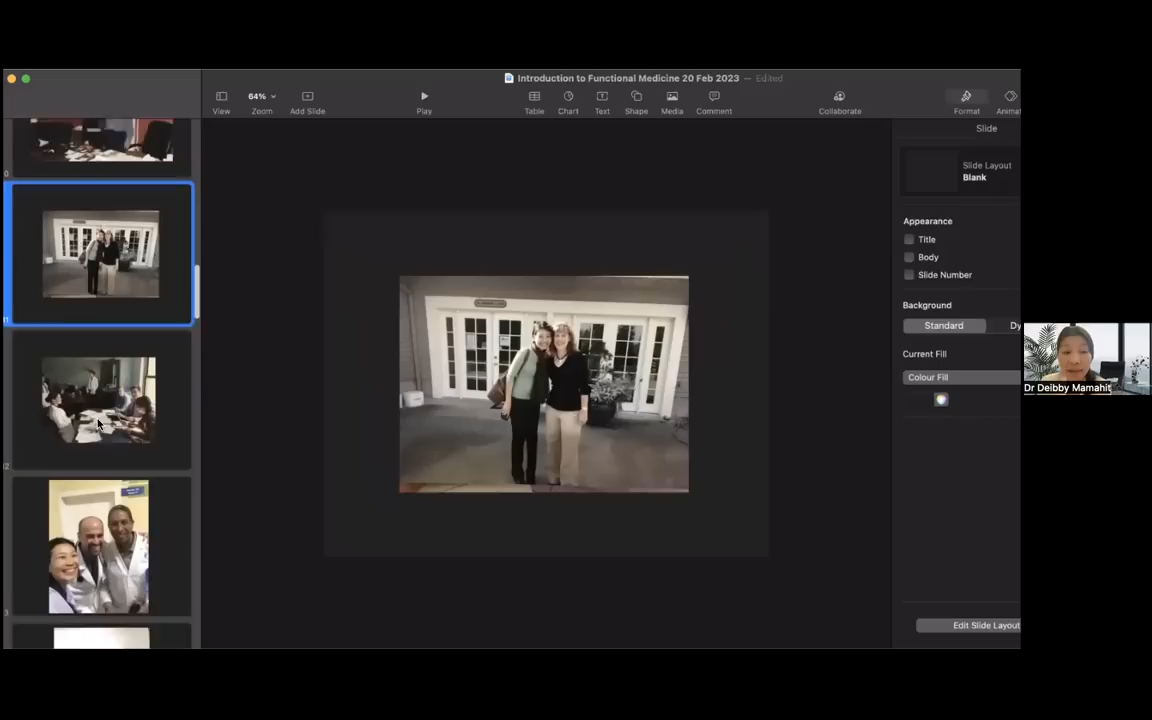 Introduction to Functional Medicine 20 Feb 2023 — Edited
64%
View Zoom Add Slide Play Table Chart Text Shape Media Comment Collaborate Format Animat
Slide
Slide Layout
Blank
Appearance
Title
Body
Slide Number
Background
Standard Dy
Current Fill
Colour Fill
Edit Slide Layout
Dr Deibby Mamahit